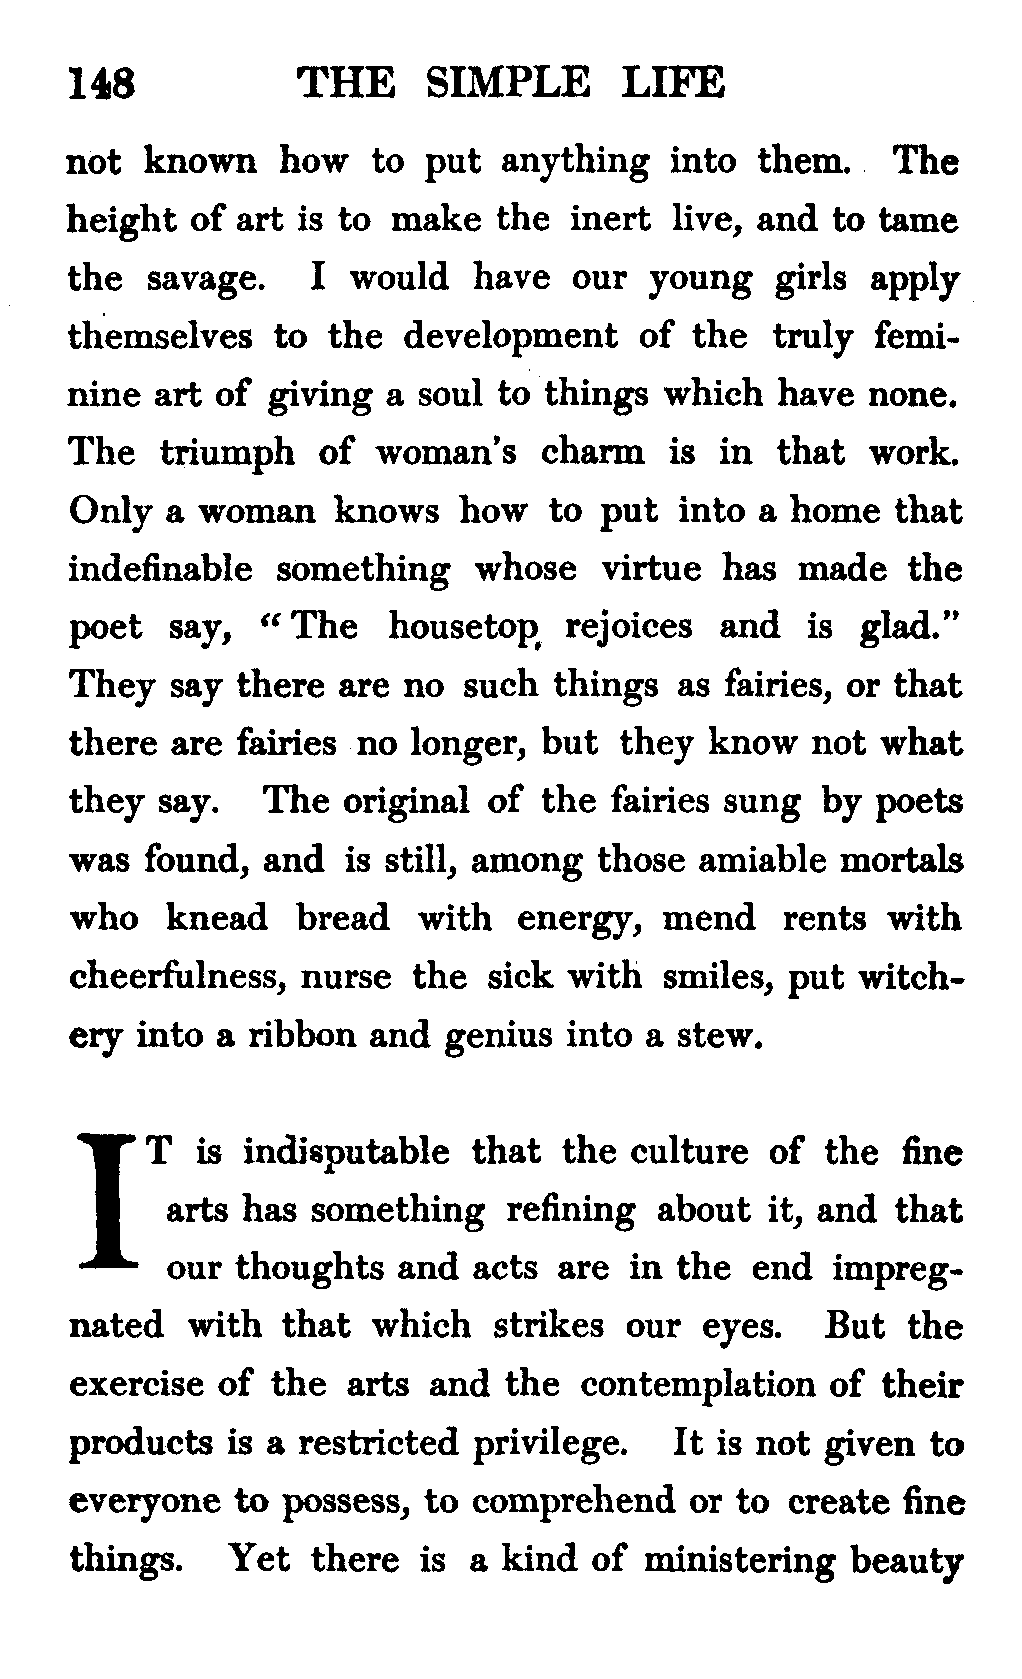 148 THE SIMPLE LIFE
not known how to put anything into them. The
height of art is to make the inert live, and to tame
the savage. I would have our young girls apply
themselves to the development of the truly femi-
nine art of giving a soul to things which have none.
The triumph of woman's charm is in that work.
Only a woman knows how to put into a home that
indefinable something whose virtue has made the
poet say, “The housetop rejoices and is glad.”
They say there are no such things as fairies, or that
there are fairies no longer, but they know not what
they say. The original of the fairies sung by poets
was found, and is still, among those amiable mortals
who knead bread with energy, mend rents with
cheerfulness, nurse the sick with smiles, put witch-
ery into a ribbon and genius into a stew.
IT is indisputable that the culture of the fine
arts has something refining about it, and that
our thoughts and acts are in the end impreg-
nated with that which strikes our eyes. But the
exercise of the arts and the contemplation of their
products is a restricted privilege. It is not given to
everyone to possess, to comprehend or to create fine
things. Yet there is a kind of ministering beauty